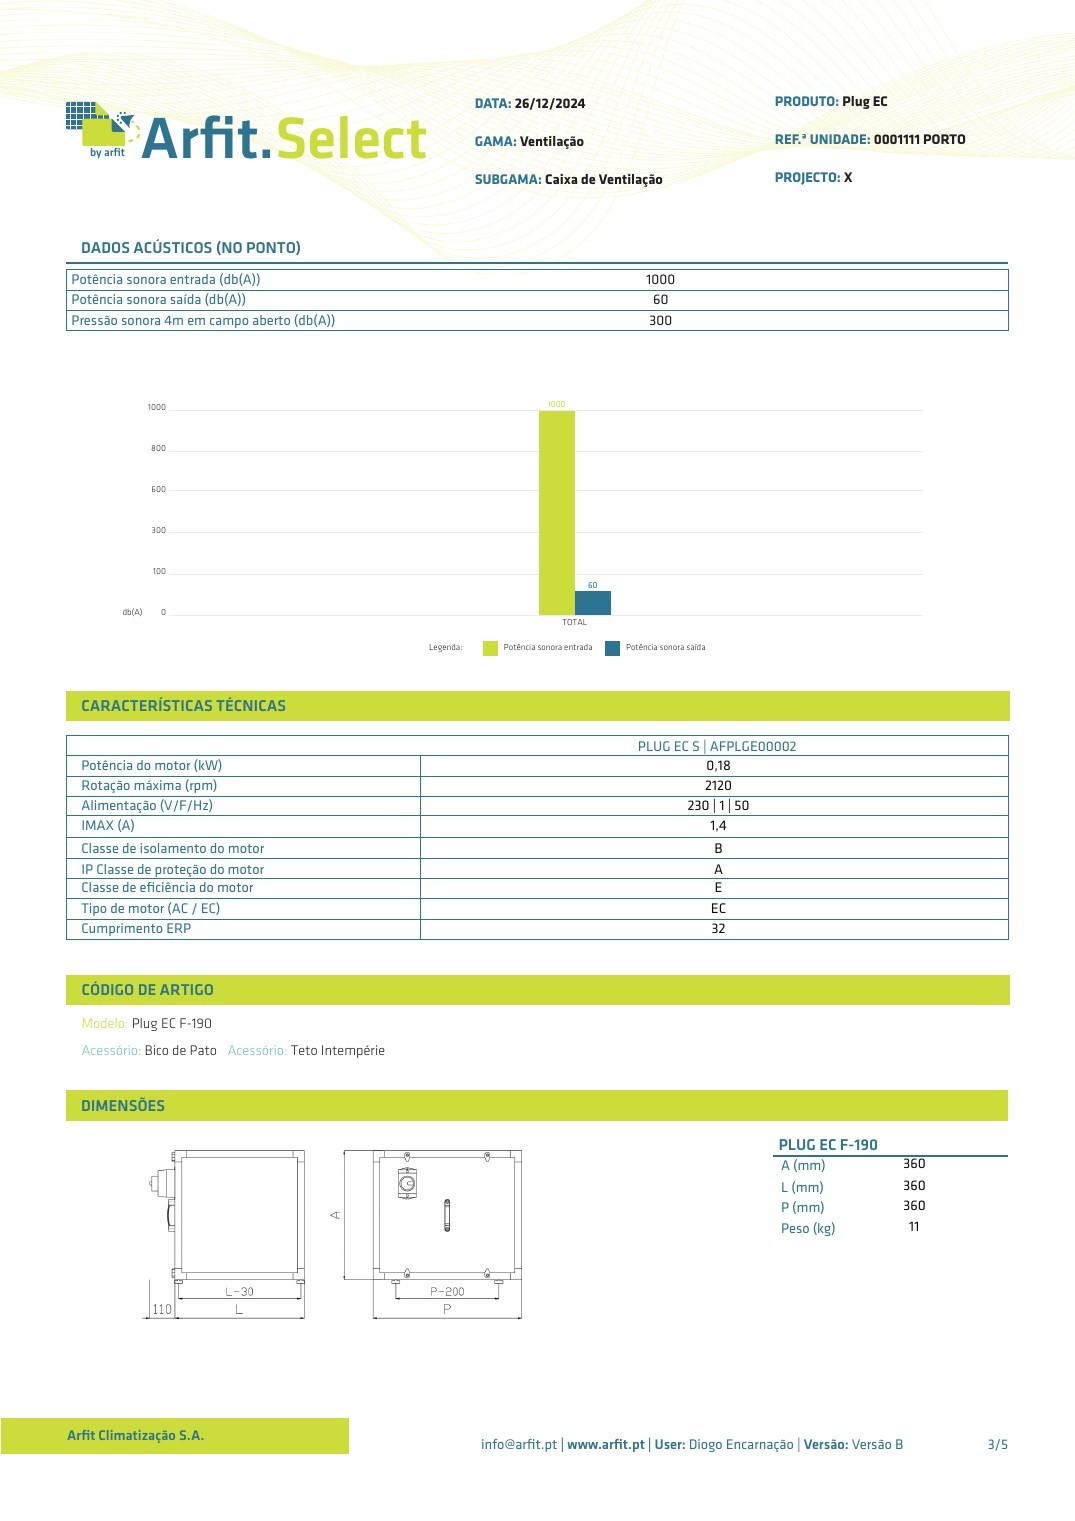 by arfit
Arfit.Select
DATA: 26/12/2024
PRODUTO: Plug EC
GAMA: Ventilação
REF.ª UNIDADE: 0001111 PORTO
SUBGAMA: Caixa de Ventilação
PROJECTO: X
DADOS ACÚSTICOS (NO PONTO)
Potência sonora entrada (db(A)) 1000
Potência sonora saída (db(A)) 60
Pressão sonora 4m em campo aberto (db(A)) 300
1000
1000
800
600
300
100
60
db(A) 0
TOTAL
Legenda: Potência sonora entrada Potência sonora saída
CARACTERÍSTICAS TÉCNICAS
PLUG EC S | AFPLGE00002
Potência do motor (kW) 0,18
Rotação máxima (rpm) 2120
Alimentação (V/F/Hz) 230 | 1 | 50
IMAX (A) 1,4
Classe de isolamento do motor B
IP Classe de proteção do motor A
Classe de eficiência do motor E
Tipo de motor (AC / EC) EC
Cumprimento ERP 32
CÓDIGO DE ARTIGO
Modelo: Plug EC F-190
Acessório: Bico de Pato Acessório: Teto Intempérie
DIMENSÕES
PLUG EC F-190
A (mm) 360
L (mm) 360
P (mm) 360
Peso (kg) 11
A
L-30
P-200
110
L
P
Arfit Climatização S.A.
info@arfit.pt | www.arfit.pt | User: Diogo Encarnação | Versão: Versão B
3/5